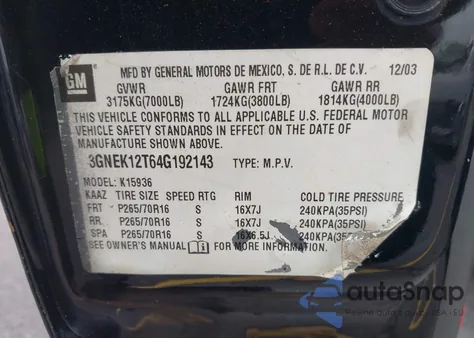 GM
MFD BY GENERAL MOTORS DE MEXICO, S. DE R.L. DE C.V. 12/03
GVWR GAWR FRT GAWR RR
3175KG(7000LB) 1724KG(3800LB) 1814KG(4000LB)
THIS VEHICLE CONFORMS TO ALL APPLICABLE U.S. FEDERAL MOTOR
VEHICLE SAFETY STANDARDS IN EFFECT ON THE DATE OF
MANUFACTURE SHOWN ABOVE.
3GNEK12T64G192143 TYPE: M.P.V.
MODEL: K15936
KAAZ TIRE SIZE SPEED RTG RIM COLD TIRE PRESSURE
FRT P265/70R16 S 16X7J 240KPA(35PSI)
RR. P265/70R16 S 16X7J 240KPA(35PSI)
SPA P265/70R16 S 16X6.5J 240KPA(35PSI)
SEE OWNER'S MANUAL FOR MORE INFORMATION.
autoSnap